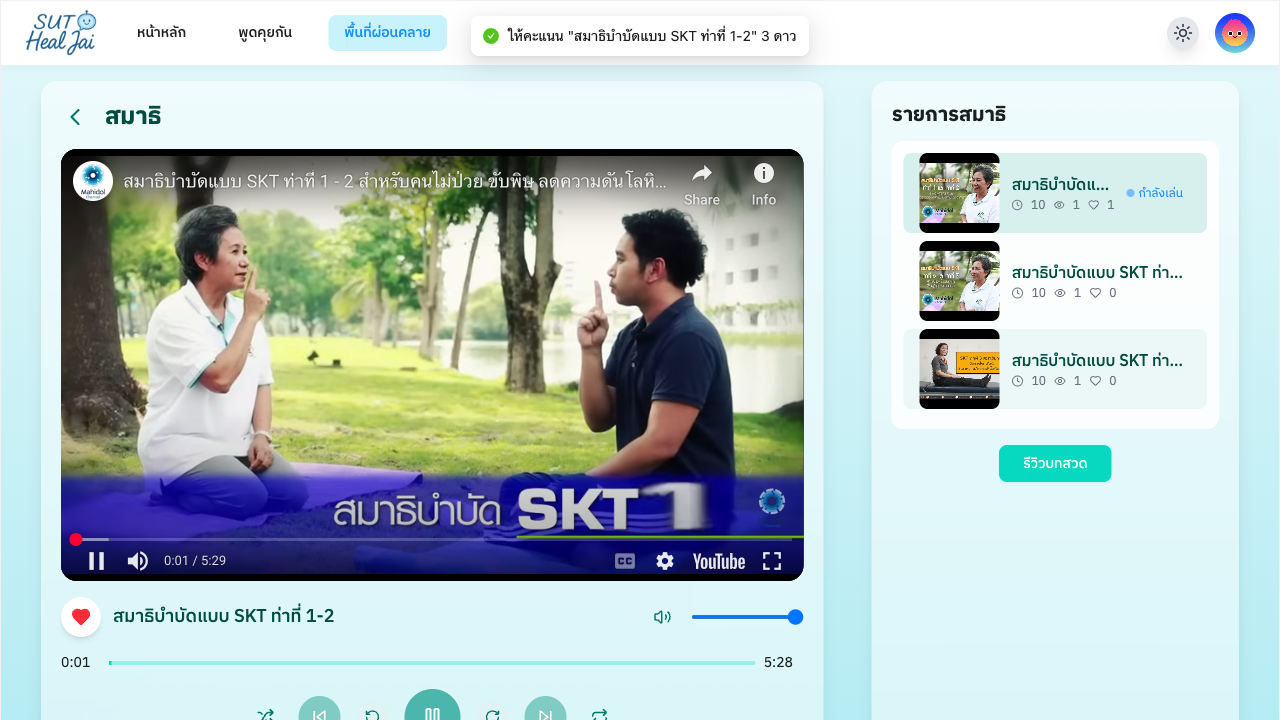 SUT
Heal Jai
หน้าหลัก
พูดคุยกัน
พื้นที่ผ่อนคลาย
ให้คะแนน "สมาธิบำบัดแบบ SKT ท่าที่ 1-2" 3 ดาว
สมาธิ
Mahidol
สมาธิบำบัดแบบ SKT ท่าที่ 1 - 2 สำหรับคนไม่ป่วย ขับพิษ ลดความดันโลหิ...
Share
Info
สมาธิบำบัด SKT 1
0:01 / 5:29
CC
YouTube
สมาธิบำบัดแบบ SKT ท่าที่ 1-2
0:01
5:28
รายการสมาธิ
สมาธิบำบัดแ...
กำลังเล่น
10 1 1
สมาธิบำบัดแบบ SKT ท่า...
10 1 0
สมาธิบำบัดแบบ SKT ท่า...
10 1 0
รีวิวบทสวด